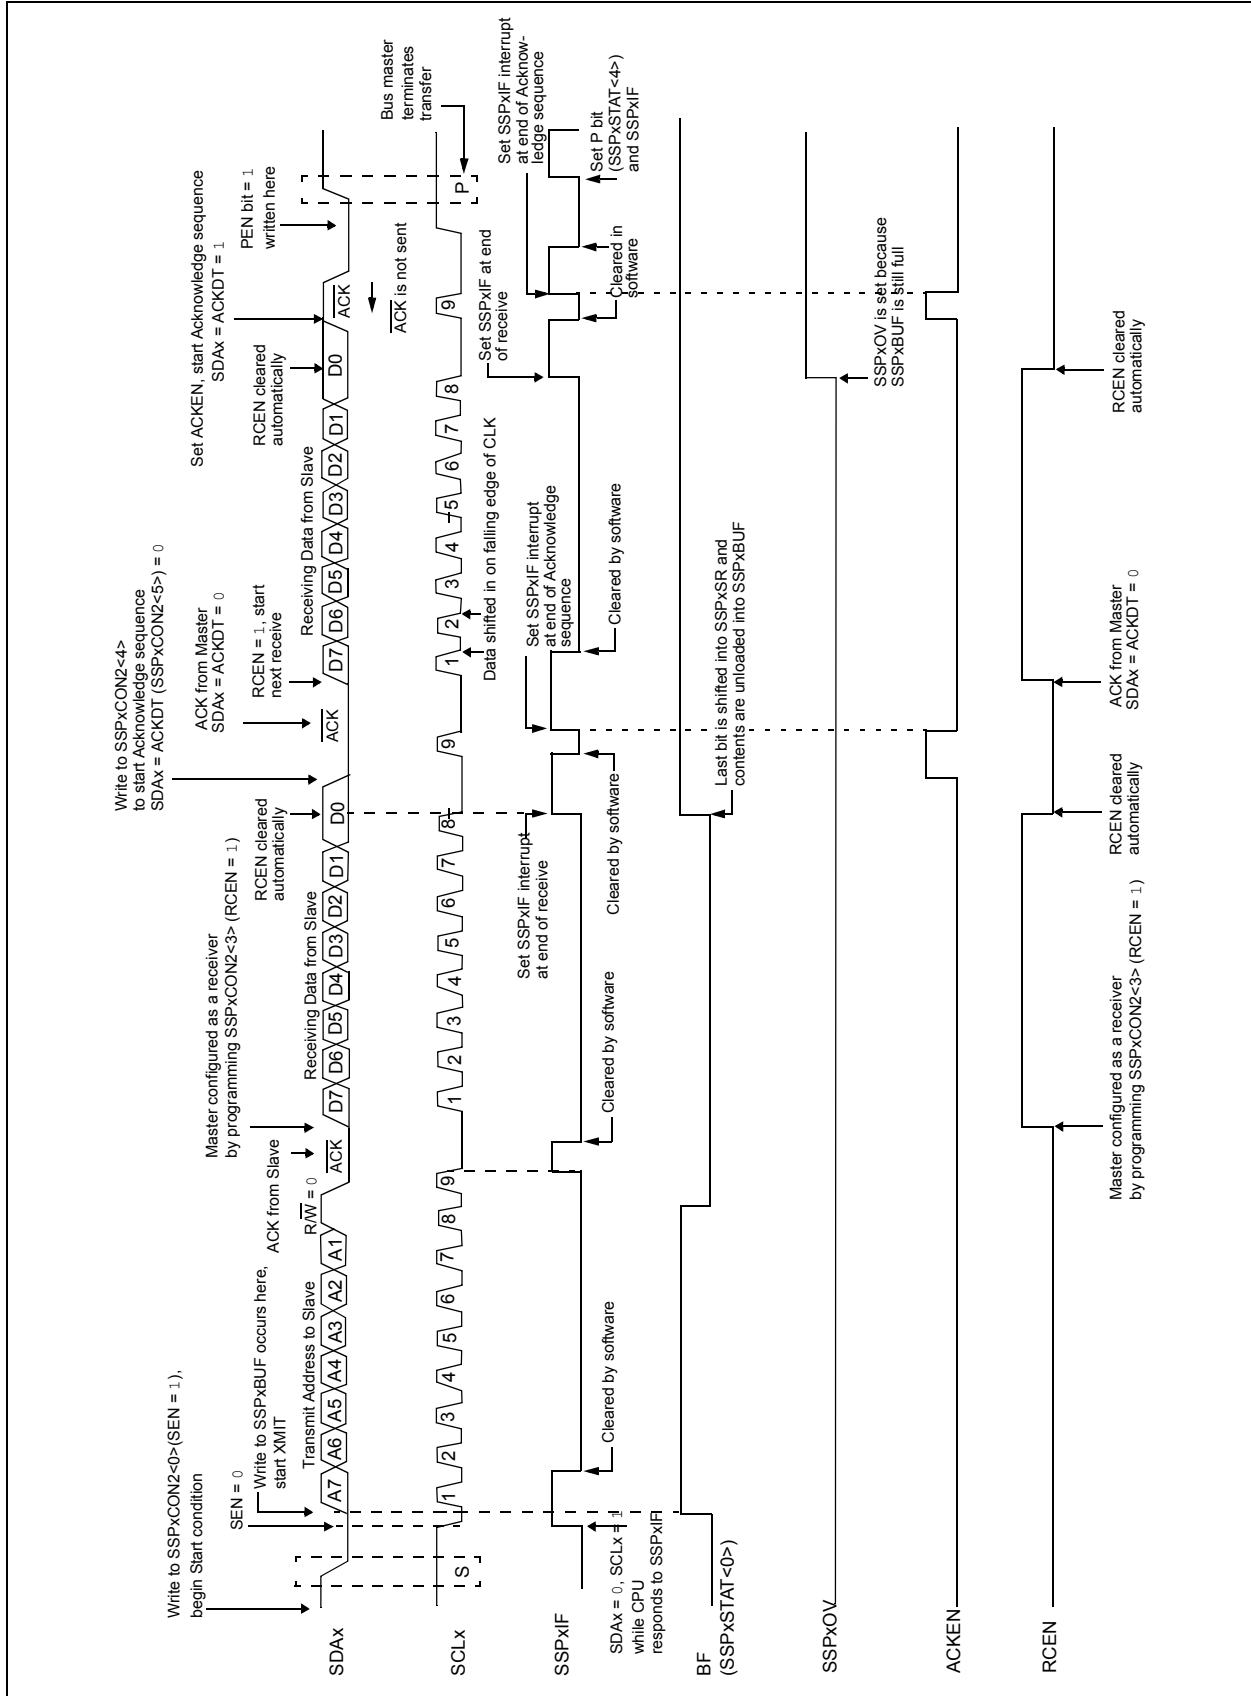 Write to SSPxCON2<0>(SEN = 1),
begin Start condition
SEN = 0
Write to SSPxBUF occurs here,
start XMIT
ACK from Slave
Master configured as a receiver
by programming SSPxCON2<3> (RCEN = 1)
RCEN cleared
automatically
Write to SSPxCON2<4>
to start Acknowledge sequence
SDAx = ACKDT (SSPxCON2<5>) = 0
ACK from Master
SDAx = ACKDT = 0
RCEN = 1, start
next receive
RCEN cleared
automatically
Set ACKEN, start Acknowledge sequence
SDAx = ACKDT = 1
PEN bit = 1
written here
Transmit Address to Slave
R/W = 0
Receiving Data from Slave
Receiving Data from Slave
SDAx
A7 A6 A5 A4 A3 A2 A1
ACK
D7 D6 D5 D4 D3 D2 D1 D0
ACK
D7 D6 D5 D4 D3 D2 D1 D0
ACK
ACK is not sent
Bus master
terminates
transfer
SCLx
S
1 2 3 4 5 6 7 8 9
1 2 3 4 5 6 7 8 9
1 2 3 4 5 6 7 8 9
P
Data shifted in on falling edge of CLK
Set SSPxIF interrupt
at end of receive
Set SSPxIF interrupt
at end of Acknowledge
sequence
Set SSPxIF at end
of receive
Set SSPxIF interrupt
at end of Acknow-
ledge sequence
SSPxIF
SDAx = 0, SCLx = 1
while CPU
responds to SSPxIF
Cleared by software
Cleared by software
Cleared by software
Cleared by software
Cleared in
software
Set P bit
(SSPxSTAT<4>)
and SSPxIF
BF
(SSPxSTAT<0>)
Last bit is shifted into SSPxSR and
contents are unloaded into SSPxBUF
SSPxOV
SSPxOV is set because
SSPxBUF is still full
ACKEN
RCEN
Master configured as a receiver
by programming SSPxCON2<3> (RCEN = 1)
RCEN cleared
automatically
ACK from Master
SDAx = ACKDT = 0
RCEN cleared
automatically